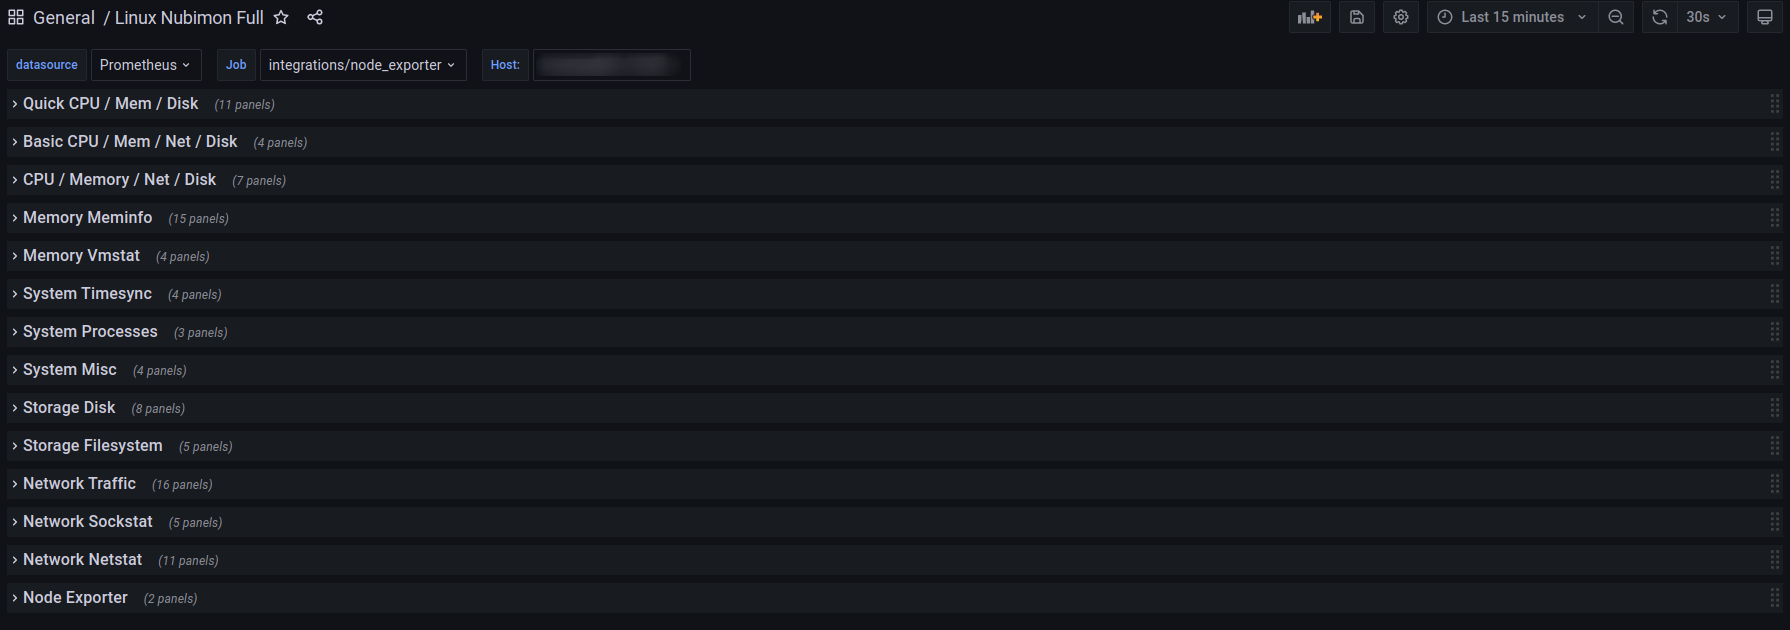 General / Linux Nubimon Full Last 15 minutes 30s
datasource Prometheus Job integrations/node_exporter Host:
Quick CPU / Mem / Disk (11 panels)
Basic CPU / Mem / Net / Disk (4 panels)
CPU / Memory / Net / Disk (7 panels)
Memory Meminfo (15 panels)
Memory Vmstat (4 panels)
System Timesync (4 panels)
System Processes (3 panels)
System Misc (4 panels)
Storage Disk (8 panels)
Storage Filesystem (5 panels)
Network Traffic (16 panels)
Network Sockstat (5 panels)
Network Netstat (11 panels)
Node Exporter (2 panels)